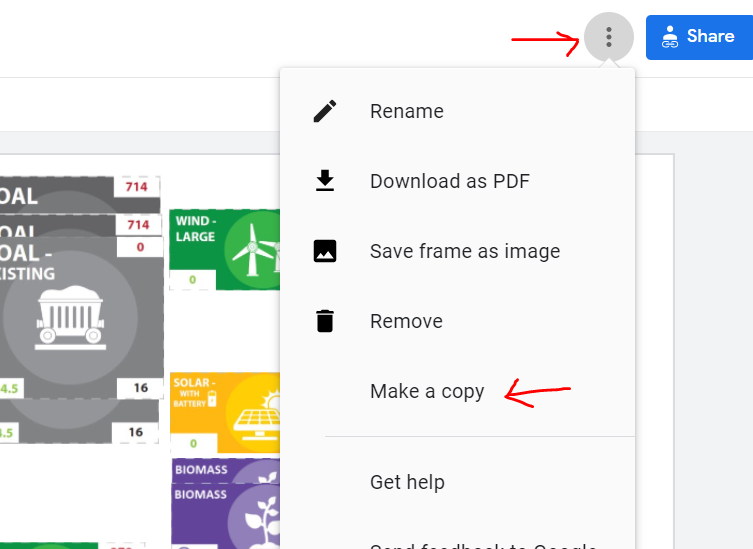 Share
Rename
Download as PDF
Save frame as image
Remove
Make a copy
Get help
Send feedback to Google
OAL
714
OAL
714
OAL -
0
XISTING
4.5
16
4.5
16
WIND -
LARGE
0
SOLAR -
WITH
BATTERY
0
BIOMASS
BIOMASS